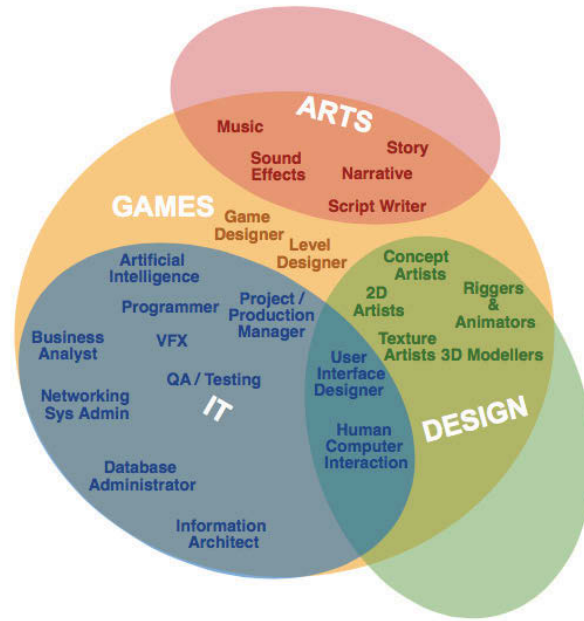 ARTS
Music
Story
Sound
Effects
Narrative
Script Writer
GAMES
Game
Designer
Level
Designer
Concept
Artists
Artificial
Intelligence
2D
Artists
Riggers
&
Animators
Programmer
Project /
Production
Manager
Business
Analyst
VFX
Texture
Artists
3D Modellers
User
Interface
Designer
QA / Testing
IT
Networking
Sys Admin
DESIGN
Human
Computer
Interaction
Database
Administrator
Information
Architect